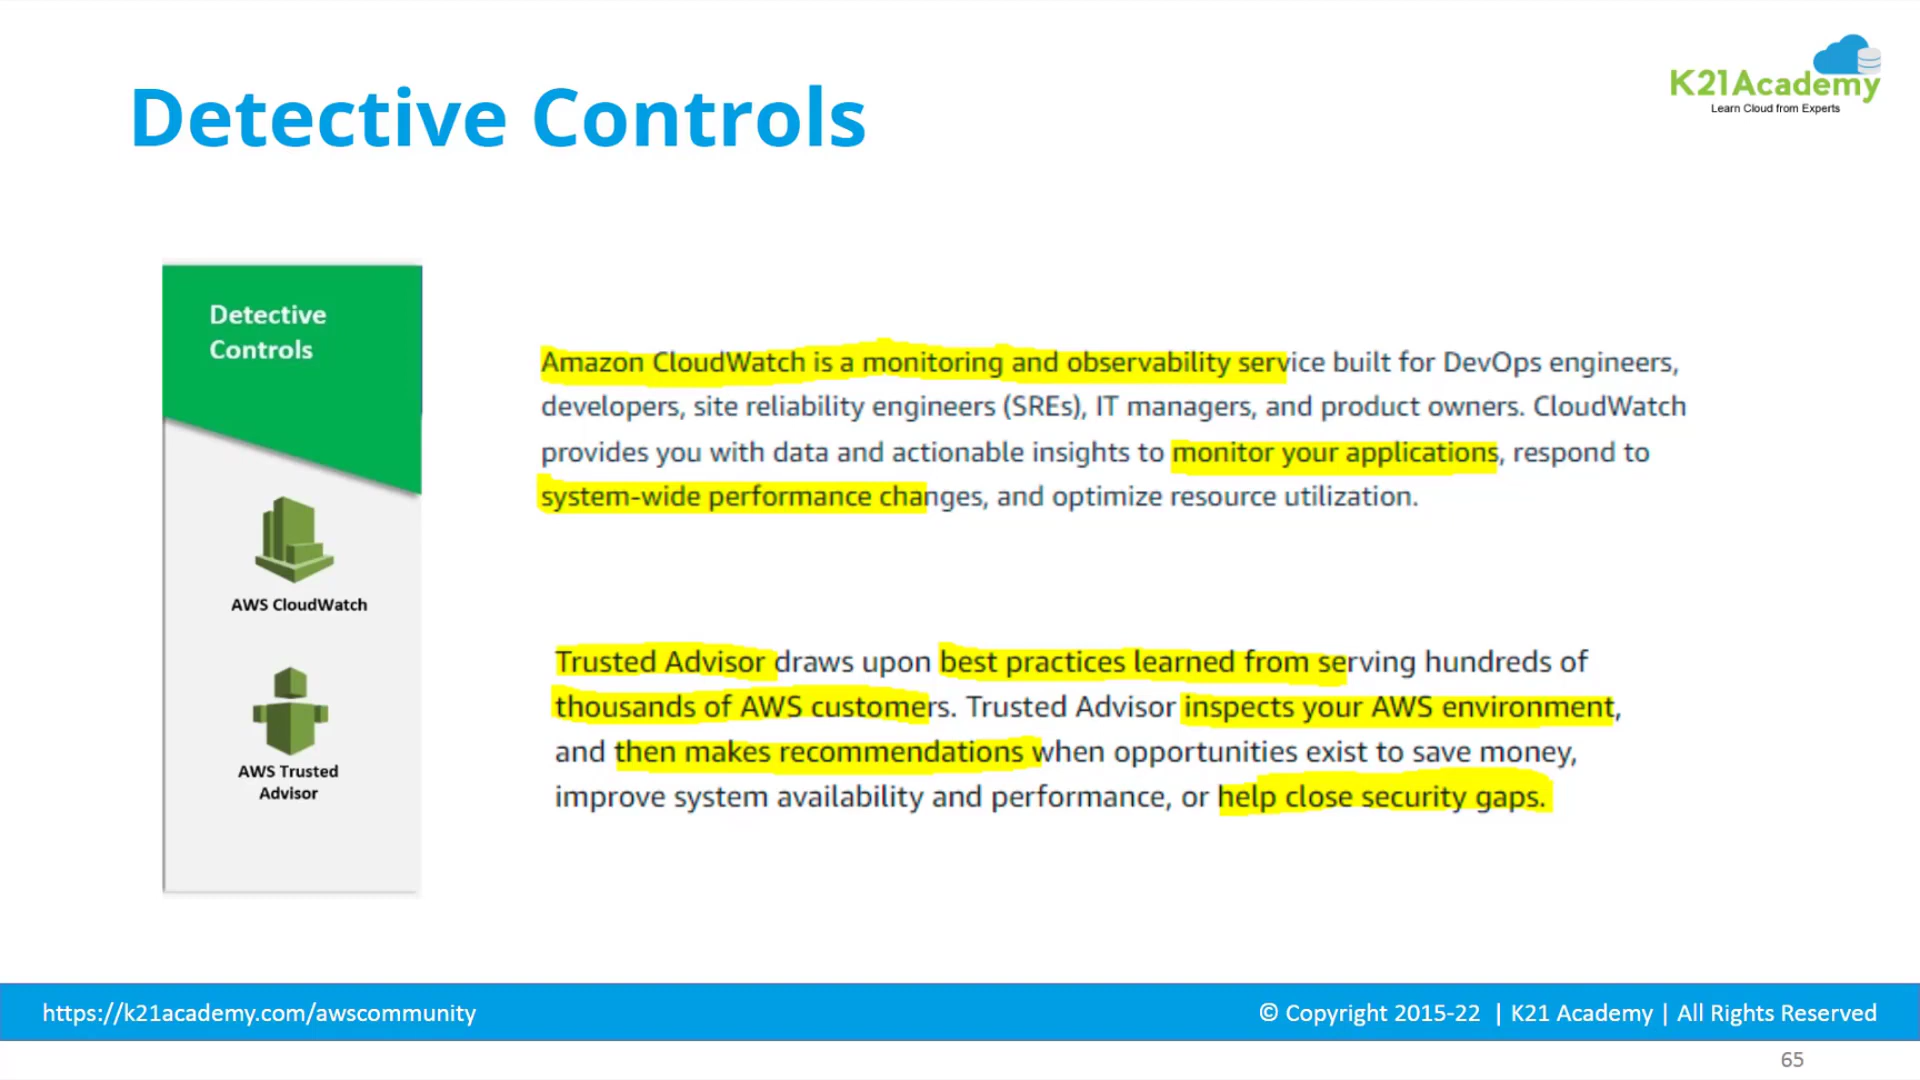 K21Academy
Learn Cloud from Experts
Detective Controls
Detective
Controls
AWS CloudWatch
AWS Trusted
Advisor
Amazon CloudWatch is a monitoring and observability service built for DevOps engineers,
developers, site reliability engineers (SREs), IT managers, and product owners. CloudWatch
provides you with data and actionable insights to monitor your applications, respond to
system-wide performance changes, and optimize resource utilization.
Trusted Advisor draws upon best practices learned from serving hundreds of
thousands of AWS customers. Trusted Advisor inspects your AWS environment,
and then makes recommendations when opportunities exist to save money,
improve system availability and performance, or help close security gaps.
https://k21academy.com/awscommunity
© Copyright 2015-22 | K21 Academy | All Rights Reserved
65